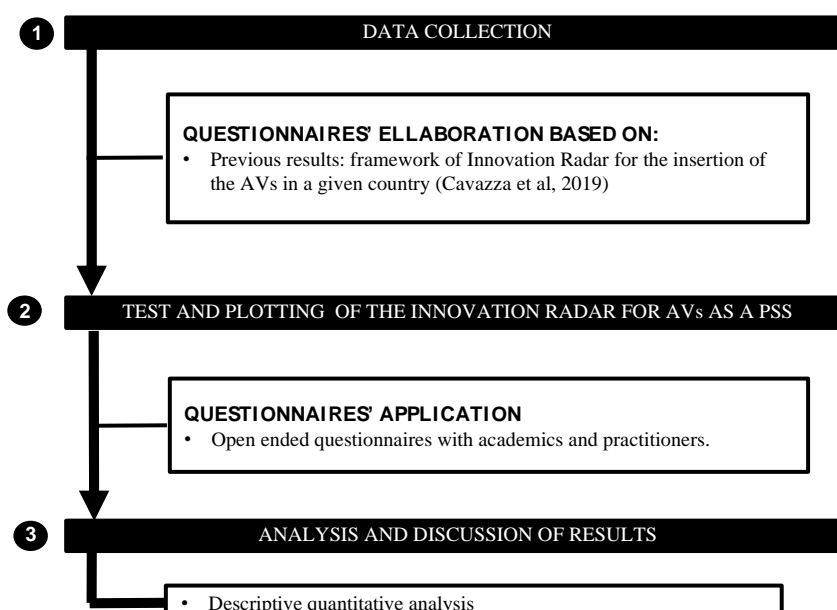 1
DATA COLLECTION
QUESTIONNAIRES' ELLABORATION BASED ON:
• Previous results: framework of Innovation Radar for the insertion of
the AVs in a given country (Cavazza et al, 2019)
2
TEST AND PLOTTING OF THE INNOVATION RADAR FOR AVs AS A PSS
QUESTIONNAIRES' APPLICATION
• Open ended questionnaires with academics and practitioners.
3
ANALYSIS AND DISCUSSION OF RESULTS
• Descriptive quantitative analysis